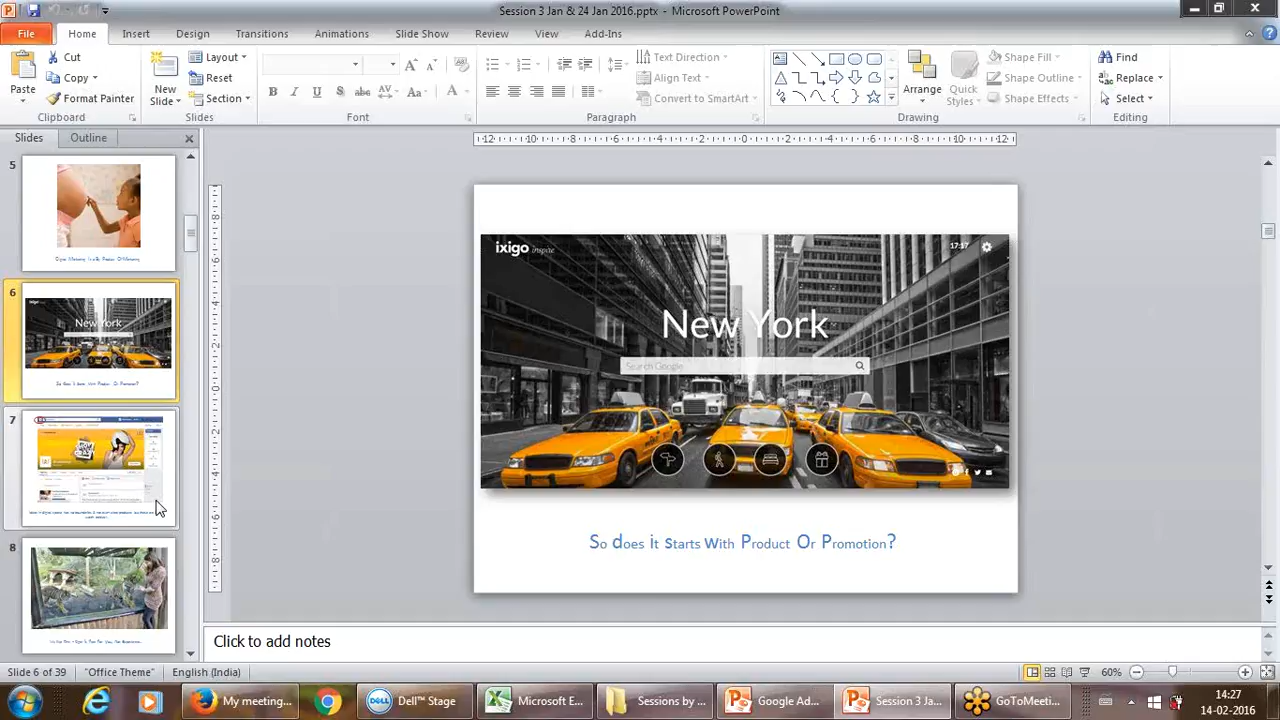 Session 3 Jan & 24 Jan 2016.pptx - Microsoft PowerPoint
File Home Insert Design Transitions Animations Slide Show Review View Add-Ins
Cut Layout Text Direction Shape Fill Find
Paste Copy New Slide Reset Align Text Arrange Quick Styles Shape Outline Replace
Format Painter Section Convert to SmartArt Shape Effects Select
Clipboard Slides Font Paragraph Drawing Editing
Slides Outline
5
6
New York
7
8
ixigo inspire
17:17
New York
Search Google
So does it Starts With Product Or Promotion?
Click to add notes
Slide 6 of 39 "Office Theme" English (India) 60%
My meeting... Dell™ Stage Microsoft E... Sessions by ... Google Ad... Session 3 Ja... GoToMeeti...
14:27
14-02-2016